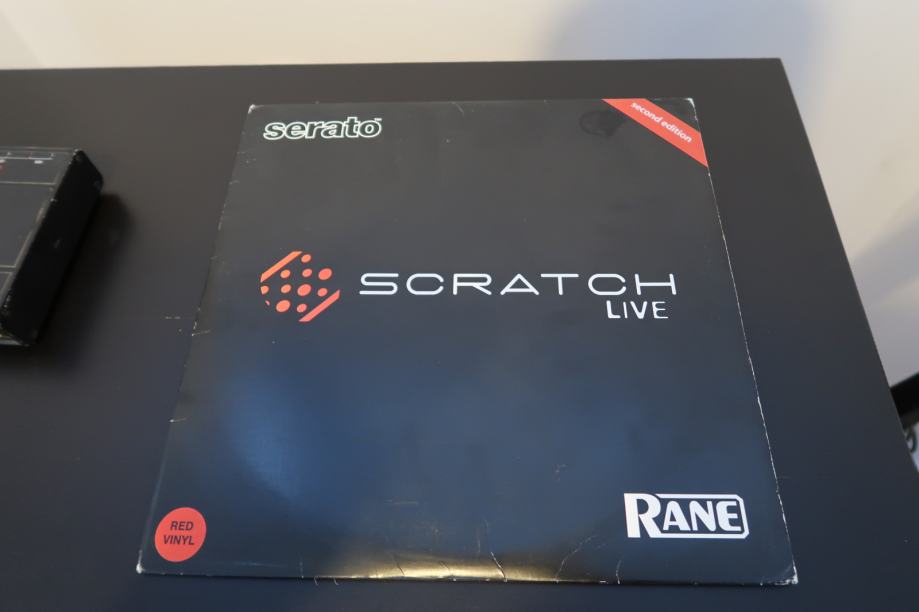 serato
second edition
SCRATCH
LIVE
RED
VINYL
RANE